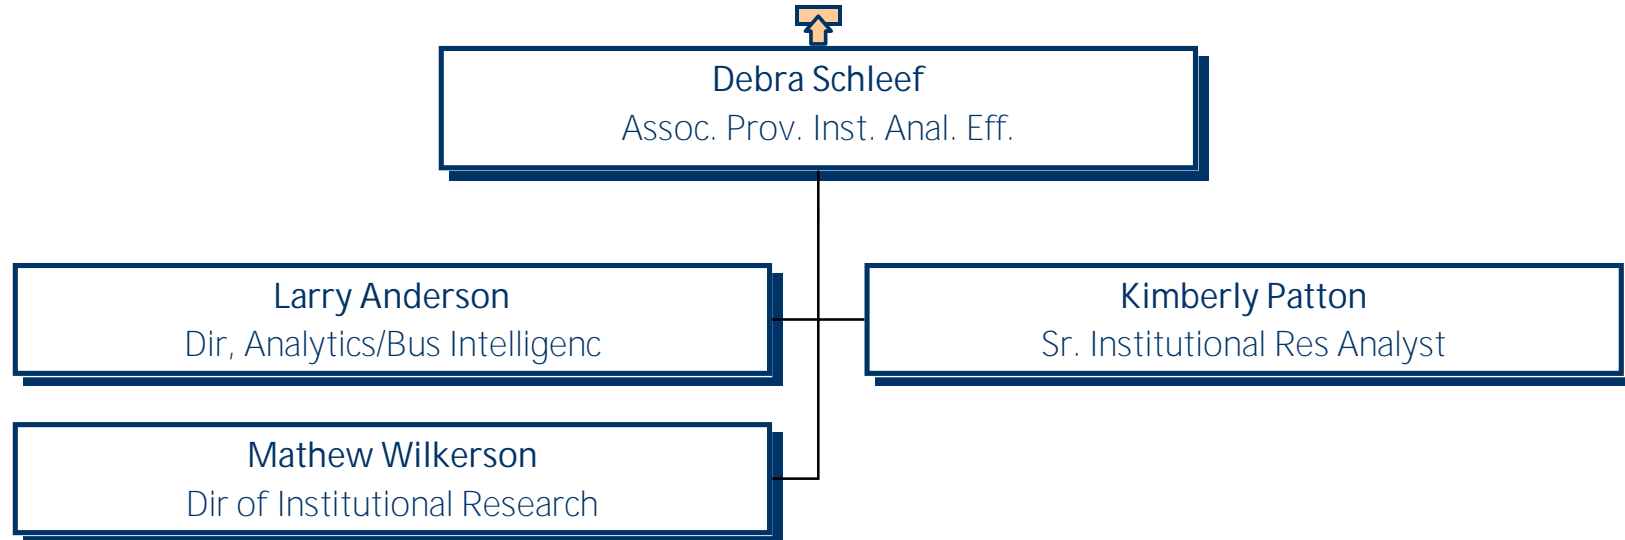 Debra Schleef
Assoc. Prov. Inst. Anal. Eff.
Larry Anderson
Dir, Analytics/Bus Intelligenc
Kimberly Patton
Sr. Institutional Res Analyst
Mathew Wilkerson
Dir of Institutional Research